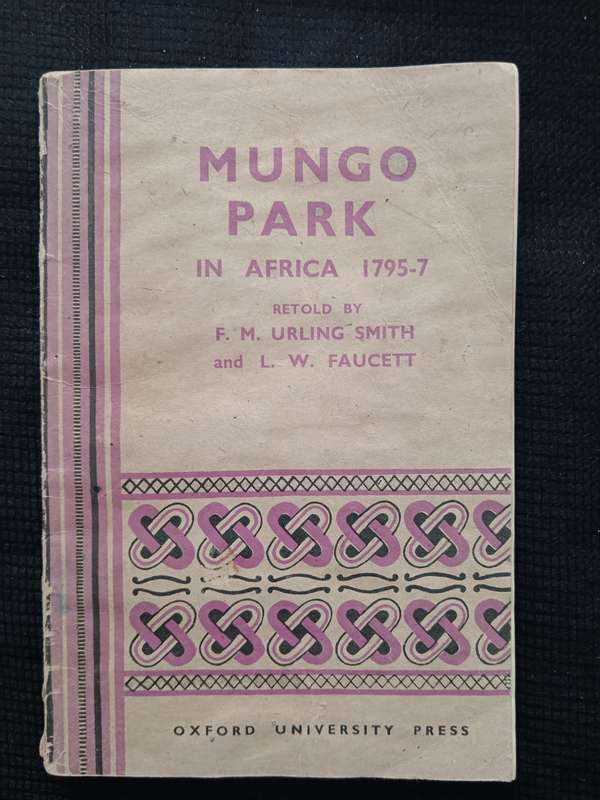 MUNGO
PARK
IN AFRICA 1795-7
RETOLD BY
F. M. URLING SMITH
and L. W. FAUCETT
OXFORD UNIVERSITY PRESS